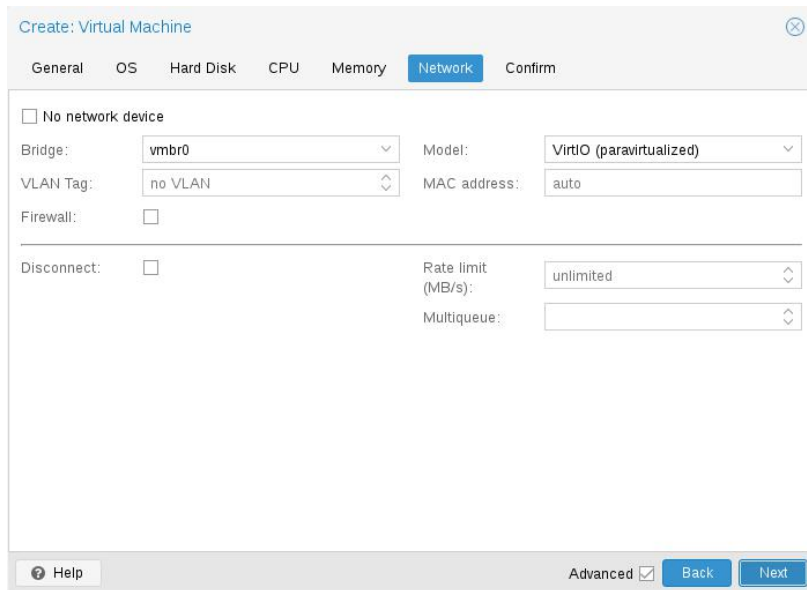 Create: Virtual Machine
General OS Hard Disk CPU Memory Network Confirm
No network device
Bridge: vmbr0 Model: VirtIO (paravirtualized)
VLAN Tag: no VLAN MAC address: auto
Firewall:
Disconnect: Rate limit (MB/s): unlimited
Multiqueue:
Help Advanced Back Next